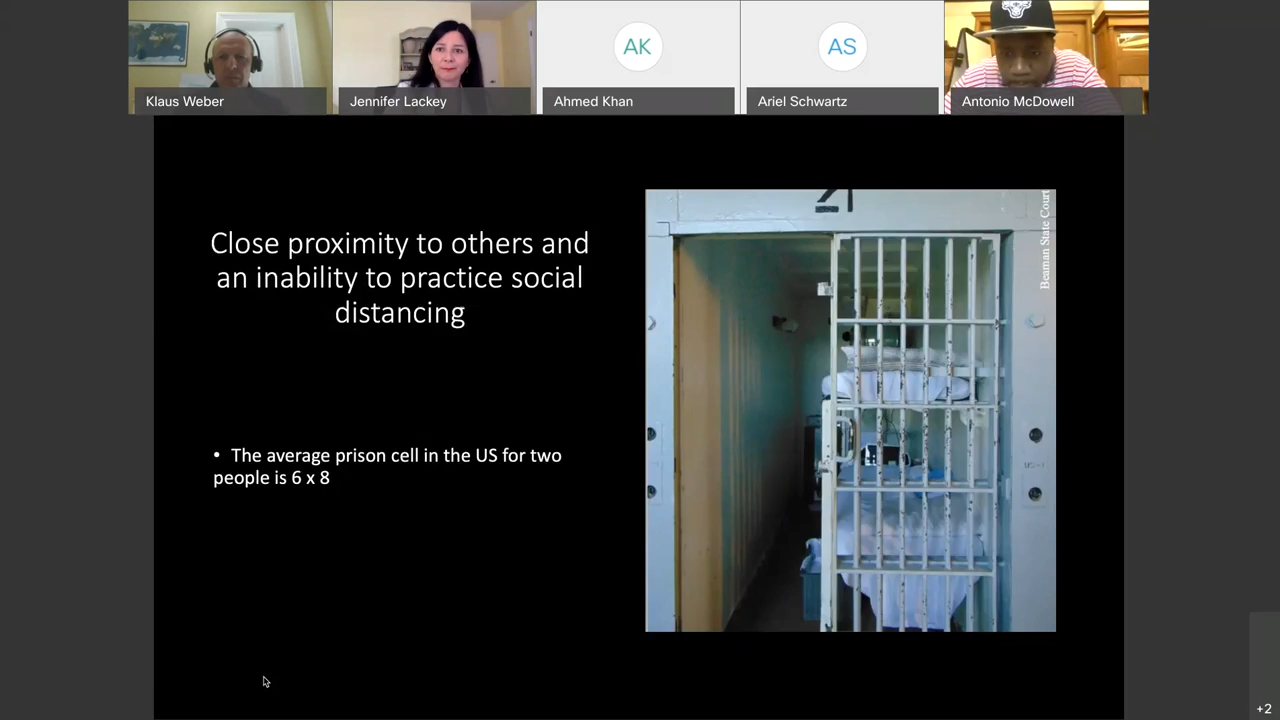 AK
AS
Klaus Weber
Jennifer Lackey
Ahmed Khan
Ariel Schwartz
Antonio McDowell
Close proximity to others and
an inability to practice social
distancing
• The average prison cell in the US for two
people is 6 x 8
21
Beaman State Court
+2